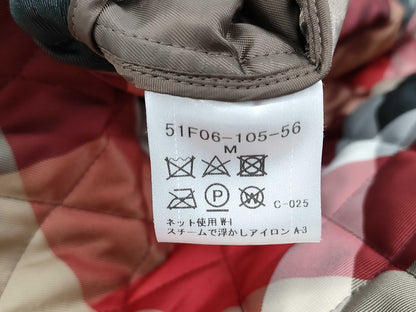 51F06-105-56
M
P W C-025
ネット使用 W-I
スチームで浮かしアイロン A-3